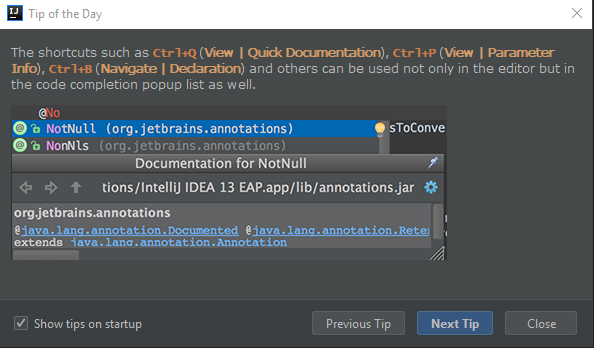 Tip of the Day
The shortcuts such as Ctrl+Q (View | Quick Documentation), Ctrl+P (View | Parameter
Info), Ctrl+B (Navigate | Declaration) and others can be used not only in the editor but in
the code completion popup list as well.
@No
@ NotNull (org.jetbrains.annotations) sToConve
@ NonNls (org.jetbrains.annotations)
Documentation for NotNull
tions/IntelliJ IDEA 13 EAP.app/lib/annotations.jar
org.jetbrains.annotations
@java.lang.annotation.Documented @java.lang.annotation.Rete
extends java.lang.annotation.Annotation
Show tips on startup
Previous Tip
Next Tip
Close